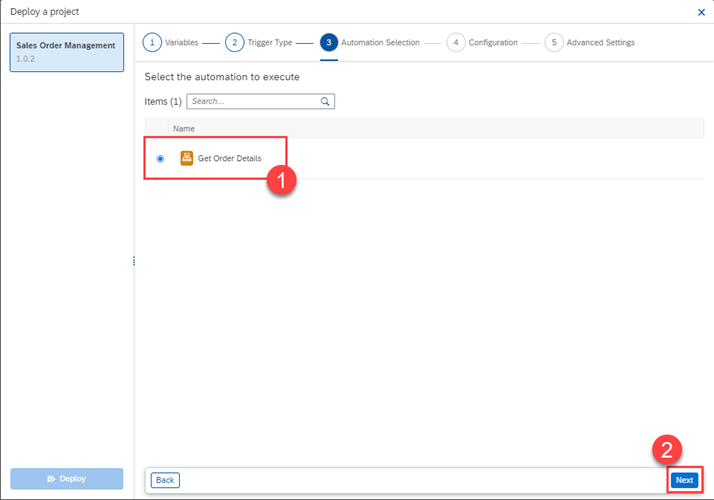 Deploy a project
Sales Order Management
1.0.2
1 Variables 2 Trigger Type 3 Automation Selection 4 Configuration 5 Advanced Settings
Select the automation to execute
Items (1) Search...
Name
Get Order Details
1
2
Deploy
Back Next